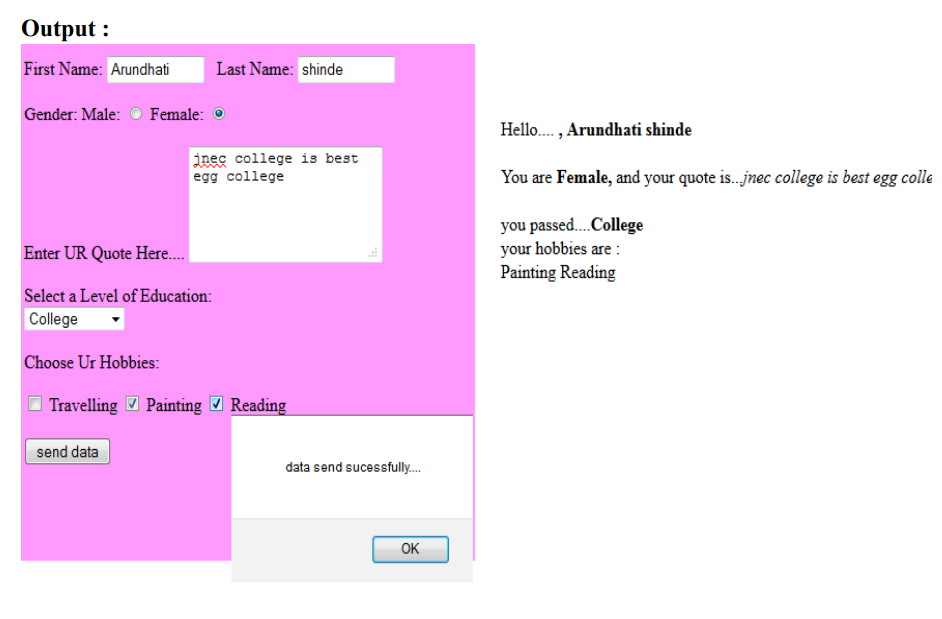 Output :
First Name: Arundhati Last Name: shinde
Gender: Male: Female:
jnec college is best
egg college
Enter UR Quote Here....
Select a Level of Education:
College
Choose Ur Hobbies:
Travelling Painting Reading
send data
data send sucessfully....
OK
Hello.... , Arundhati shinde
You are Female, and your quote is...jnec college is best egg colle
you passed....College
your hobbies are :
Painting Reading